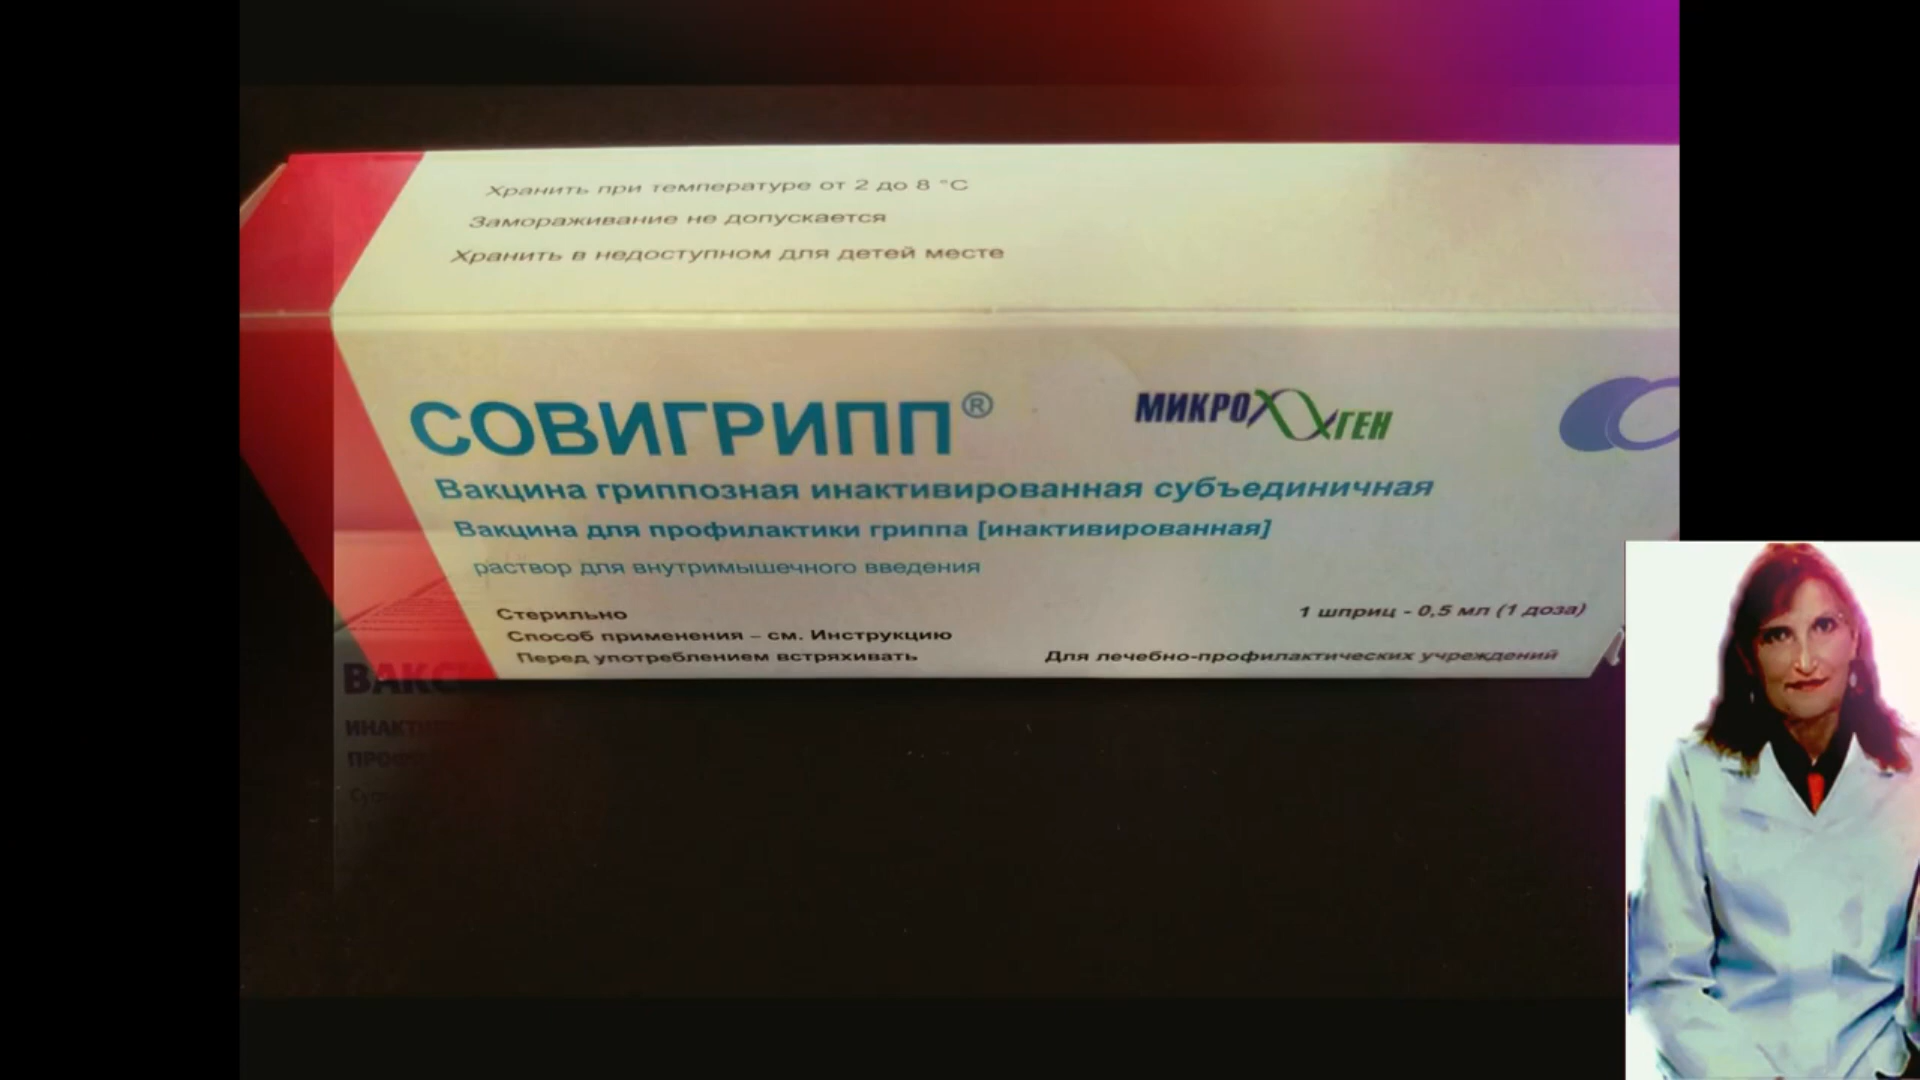 Хранить при температуре от 2 до 8 °С
Замораживание не допускается
Хранить в недоступном для детей месте
СОВИГРИПП®
МИКРОГЕН
Вакцина гриппозная инактивированная субъединичная
Вакцина для профилактики гриппа [инактивированная]
раствор для внутримышечного введения
Стерильно
1 шприц - 0,5 мл (1 доза)
Способ применения – см. Инструкцию
Перед употреблением встряхивать
Для лечебно-профилактических учреждений